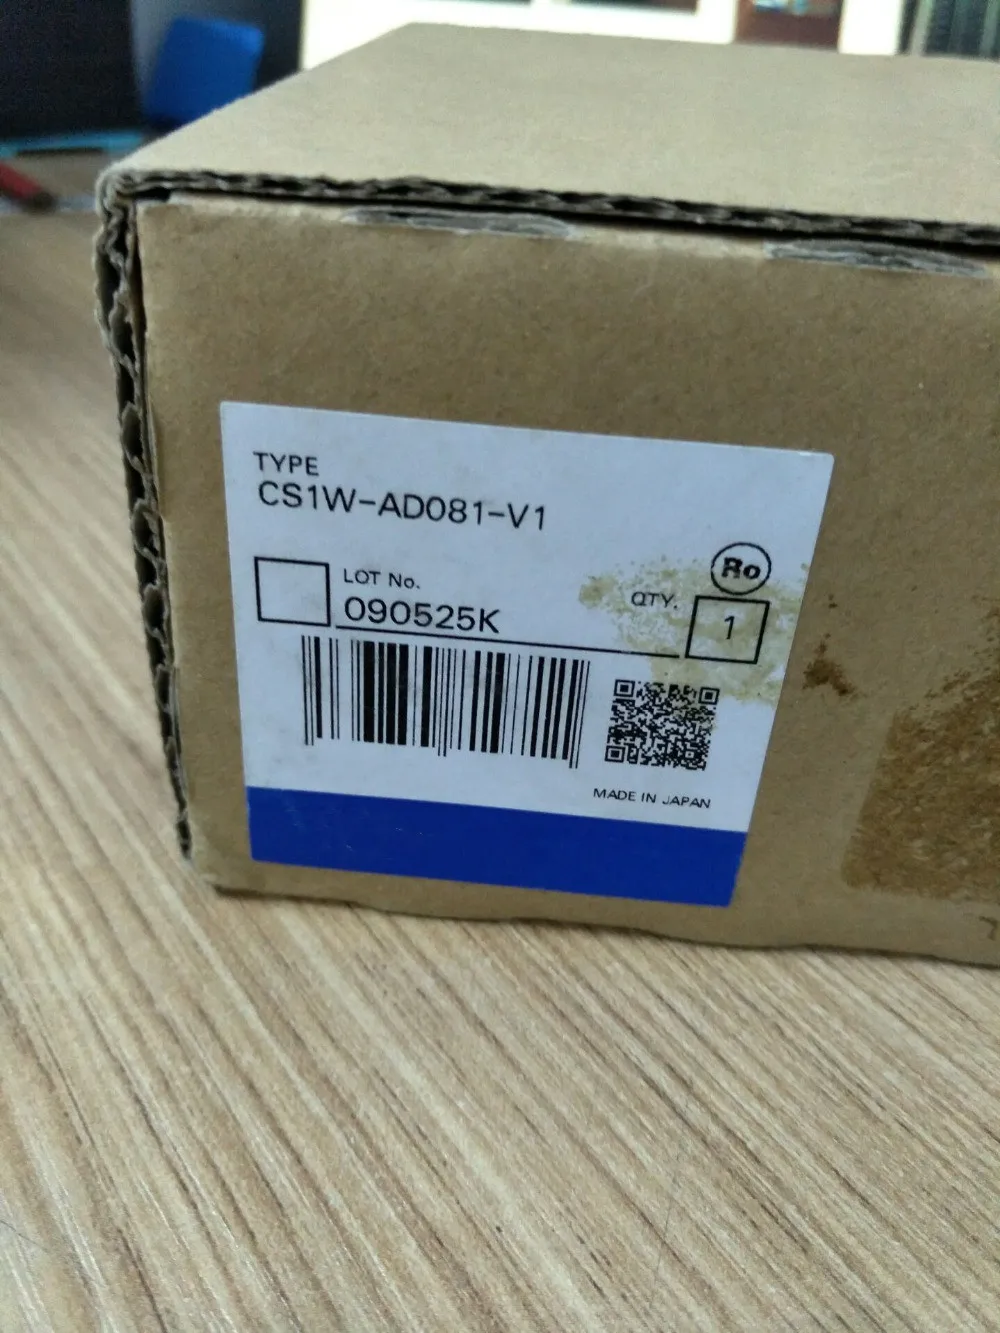 TYPE
CS1W-AD081-V1
Ro
LOT No.
090525K
QTY.
1
MADE IN JAPAN